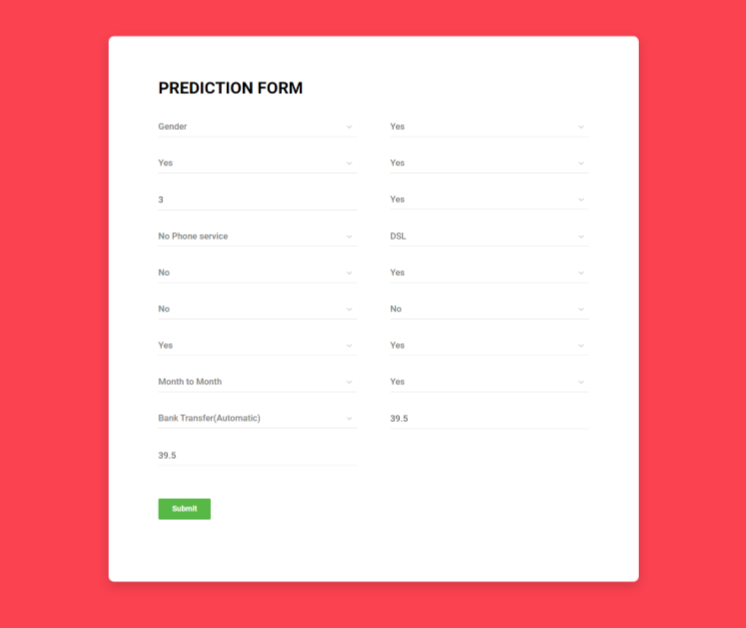 PREDICTION FORM
Gender Yes
Yes Yes
3 Yes
No Phone service DSL
No Yes
No No
Yes Yes
Month to Month Yes
Bank Transfer(Automatic) 39.5
39.5
Submit